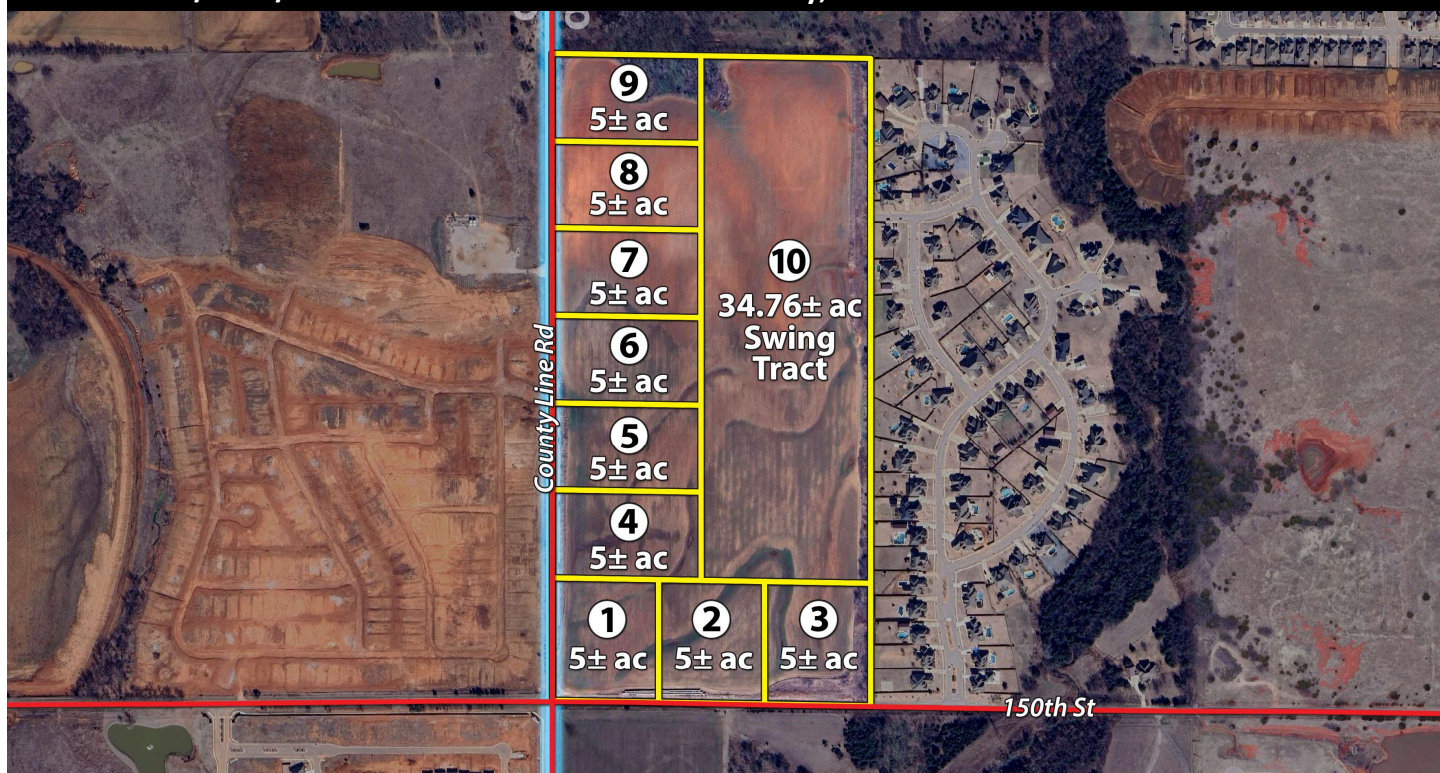 9
5± ac
8
5± ac
7
5± ac
6
5± ac
5
5± ac
4
5± ac
10
34.76± ac
Swing
Tract
1
5± ac
2
5± ac
3
5± ac
County Line Rd
150th St